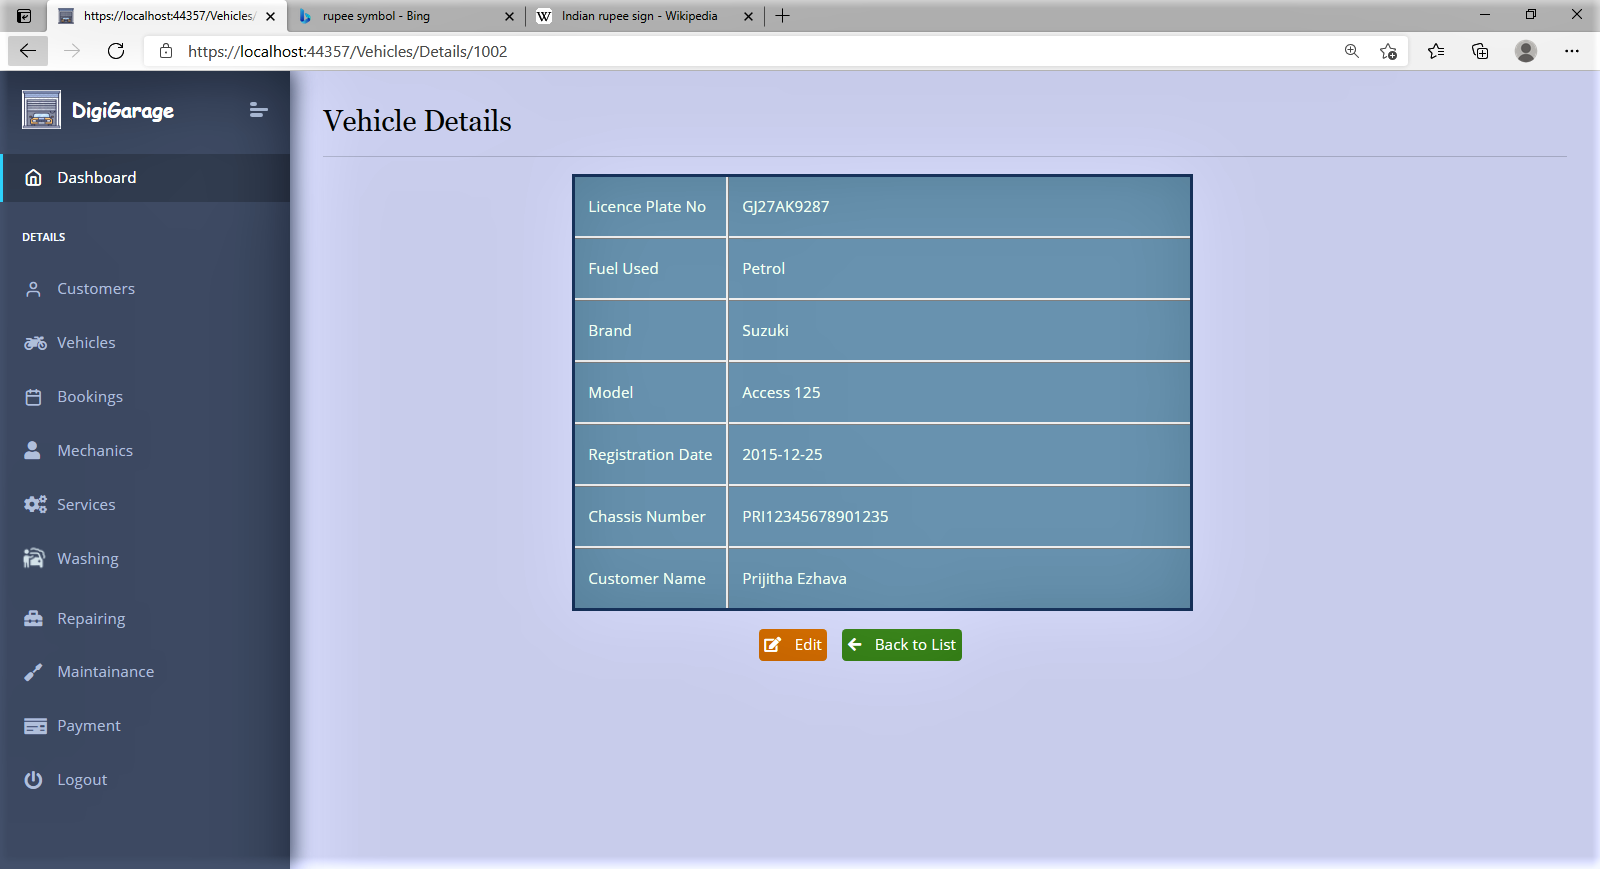 https://localhost:44357/Vehicles/
rupee symbol - Bing
Indian rupee sign - Wikipedia
https://localhost:44357/Vehicles/Details/1002
DigiGarage
Dashboard
DETAILS
Customers
Vehicles
Bookings
Mechanics
Services
Washing
Repairing
Maintainance
Payment
Logout
Vehicle Details
Licence Plate No GJ27AK9287
Fuel Used Petrol
Brand Suzuki
Model Access 125
Registration Date 2015-12-25
Chassis Number PRI12345678901235
Customer Name Prijitha Ezhava
Edit Back to List